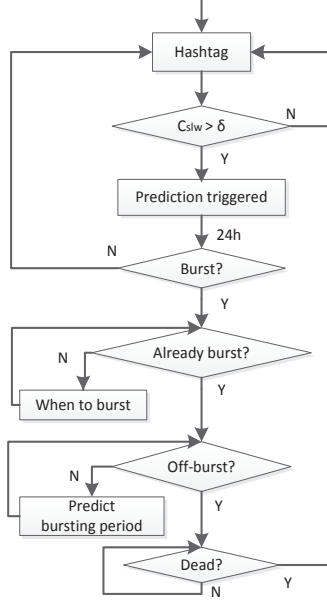 Hashtag
Cslw > δ
N
Y
Prediction triggered
24h
N
Burst?
Y
Already burst?
N
Y
When to burst
Off-burst?
N
Y
Predict
bursting period
Dead?
Y
N